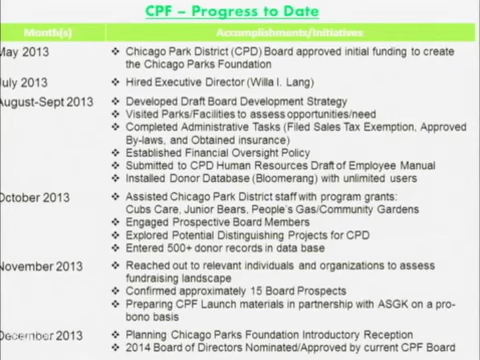 CPF – Progress to Date
Month(s) Accomplishments/Initiatives
May 2013 ❖ Chicago Park District (CPD) Board approved initial funding to create
the Chicago Parks Foundation
July 2013 ❖ Hired Executive Director (Willa I. Lang)
August-Sept 2013 ❖ Developed Draft Board Development Strategy
❖ Visited Parks/Facilities to assess opportunities/need
❖ Completed Administrative Tasks (Filed Sales Tax Exemption, Approved
By-laws, and Obtained insurance)
❖ Established Financial Oversight Policy
❖ Submitted to CPD Human Resources Draft of Employee Manual
❖ Installed Donor Database (Bloomerang) with unlimited users
October 2013 ❖ Assisted Chicago Park District staff with program grants:
Cubs Care, Junior Bears, People's Gas/Community Gardens
❖ Engaged Prospective Board Members
❖ Explored Potential Distinguishing Projects for CPD
❖ Entered 500+ donor records in data base
November 2013 ❖ Reached out to relevant individuals and organizations to assess
fundraising landscape
❖ Confirmed approximately 15 Board Prospects
❖ Preparing CPF Launch materials in partnership with ASGK on a pro-
bono basis
December 2013 ❖ Planning Chicago Parks Foundation Introductory Reception
❖ 2014 Board of Directors Nominated/Approved by current CPF Board